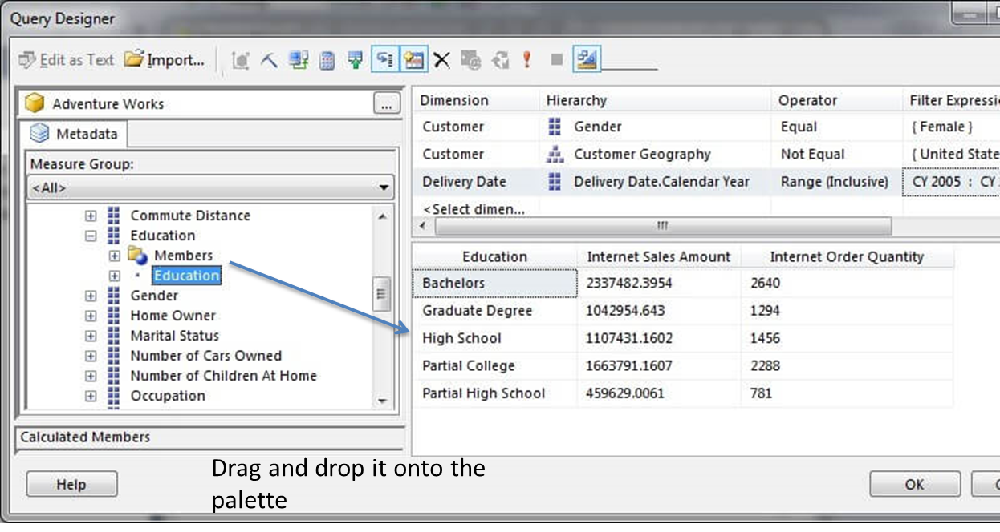 Query Designer
Edit as Text Import...
Adventure Works ...
Metadata
Measure Group:
<All>
Commute Distance
Education
Members
Education
Gender
Home Owner
Marital Status
Number of Cars Owned
Number of Children At Home
Occupation
Calculated Members
Dimension Hierarchy Operator Filter Expressi
Customer Gender Equal { Female }
Customer Customer Geography Not Equal { United State
Delivery Date Delivery Date.Calendar Year Range (Inclusive) CY 2005 : CY
<Select dimen...
Education Internet Sales Amount Internet Order Quantity
Bachelors 2337482.3954 2640
Graduate Degree 1042954.643 1294
High School 1107431.1602 1456
Partial College 1663791.1607 2288
Partial High School 459629.0061 781
Drag and drop it onto the
palette
Help OK